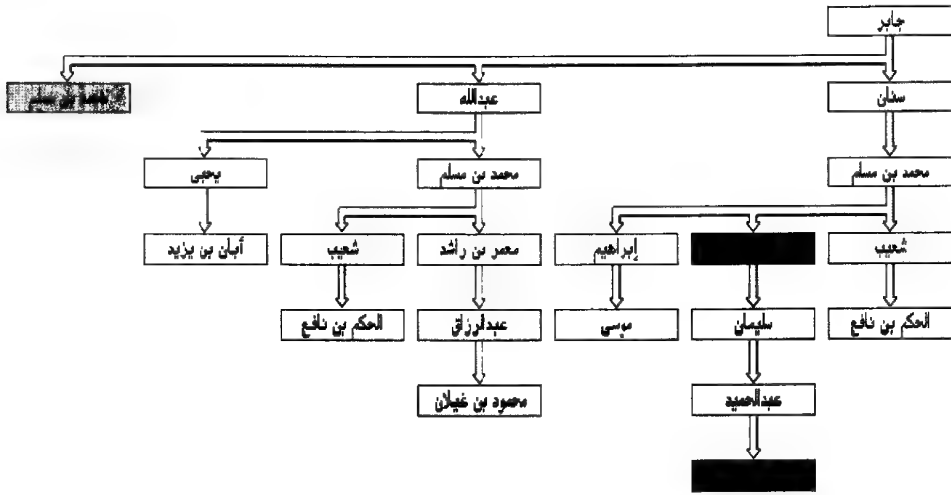 جابر
سنان
عبدالله
بن
محمد بن مسلم
محمد بن مسلم
يحيى
شعيب
إبراهيم
معمر بن راشد
شعيب
أبان بن يزيد
الحكم بن نافع
سليمان
موسى
عبدالرزاق
الحكم بن نافع
عبدالحميد
محمود بن غيلان